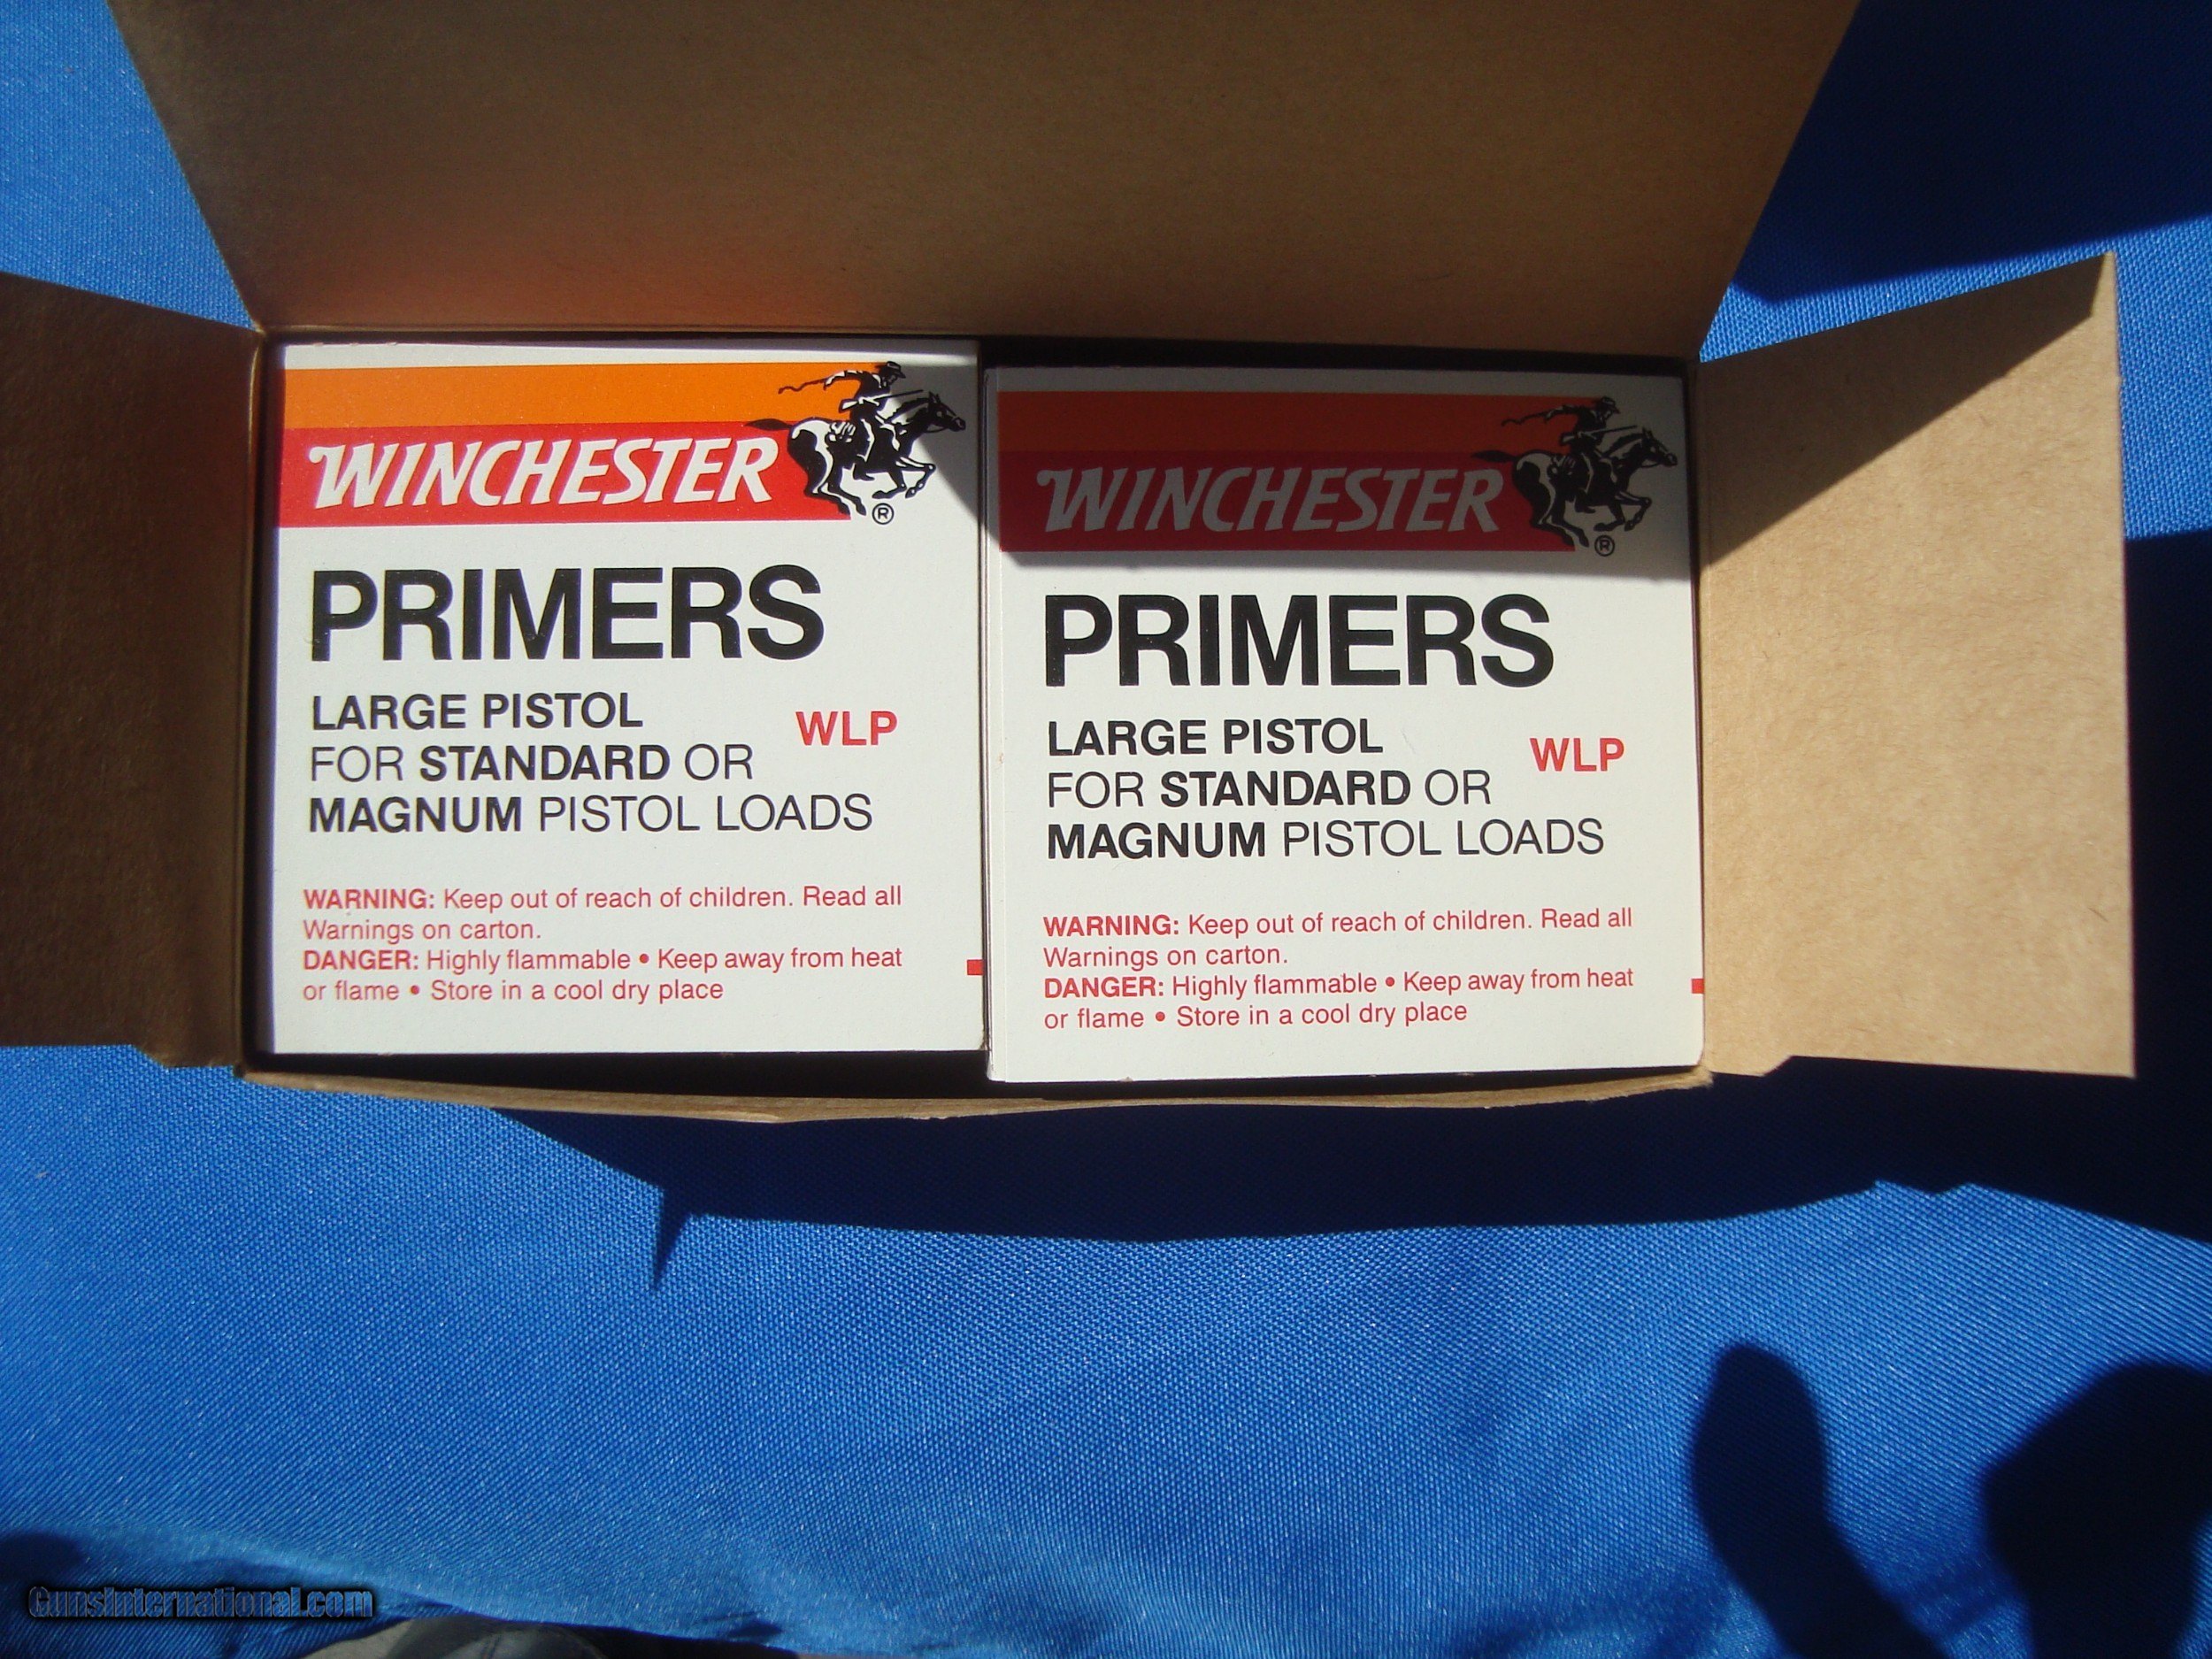 WINCHESTER
®
PRIMERS
LARGE PISTOL
WLP
FOR STANDARD OR
MAGNUM PISTOL LOADS
WARNING: Keep out of reach of children. Read all
Warnings on carton.
DANGER: Highly flammable • Keep away from heat
or flame • Store in a cool dry place
WINCHESTER
®
PRIMERS
LARGE PISTOL
WLP
FOR STANDARD OR
MAGNUM PISTOL LOADS
WARNING: Keep out of reach of children. Read all
Warnings on carton.
DANGER: Highly flammable • Keep away from heat
or flame • Store in a cool dry place
GunsInternational.com